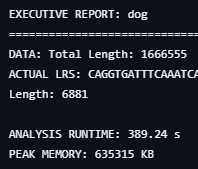 EXECUTIVE REPORT: dog
==============================
DATA: Total Length: 1666555
ACTUAL LRS: CAGGTGATTTCAAATCA
Length: 6881
ANALYSIS RUNTIME: 389.24 s
PEAK MEMORY: 635315 KB